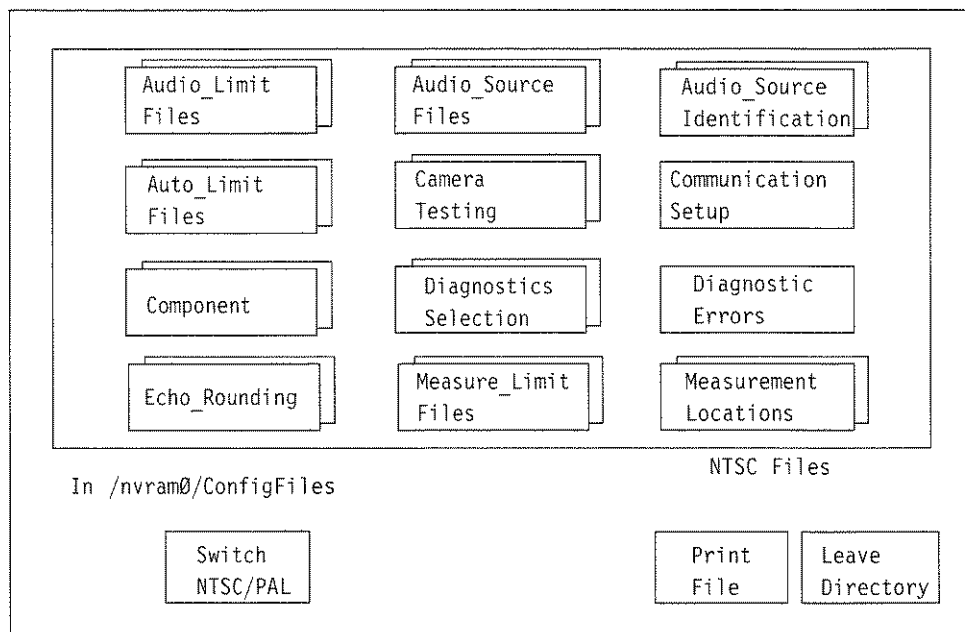 Audio_Limit
Files
Audio_Source
Files
Audio_Source
Identification
Auto_Limit
Files
Camera
Testing
Communication
Setup
Component
Diagnostics
Selection
Diagnostic
Errors
Echo_Rounding
Measure_Limit
Files
Measurement
Locations
NTSC Files
In /nvram0/ConfigFiles
Switch
NTSC/PAL
Print
File
Leave
Directory